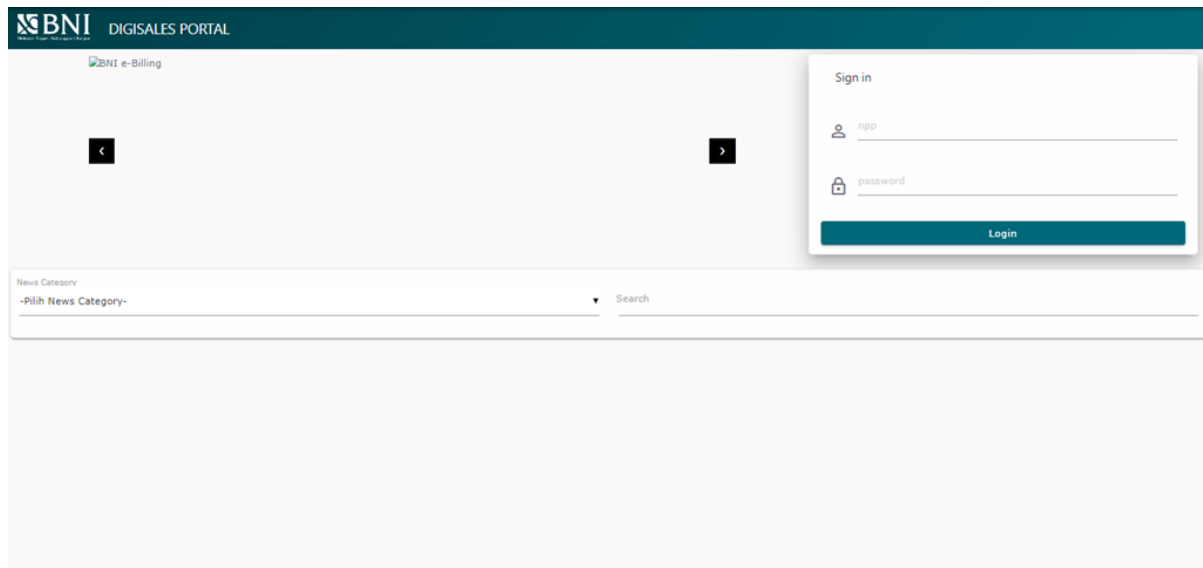 BNI
DIGISALES PORTAL
BNI e-Billing
Sign in
npp
password
Login
News Category
-Pilih News Category-
Search